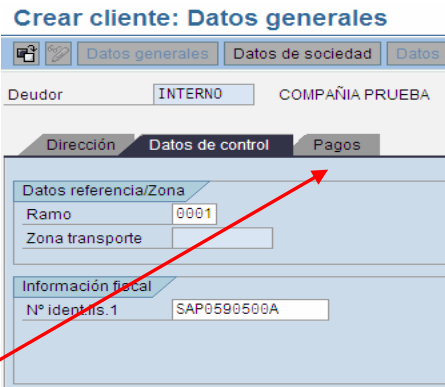 Crear cliente: Datos generales
Datos generales Datos de sociedad Datos
Deudor INTERNO COMPAÑIA PRUEBA
Dirección Datos de control Pagos
Datos referencia/Zona
Ramo 0001
Zona transporte
Información fiscal
Nº ident.fis.1 SAP0590500A